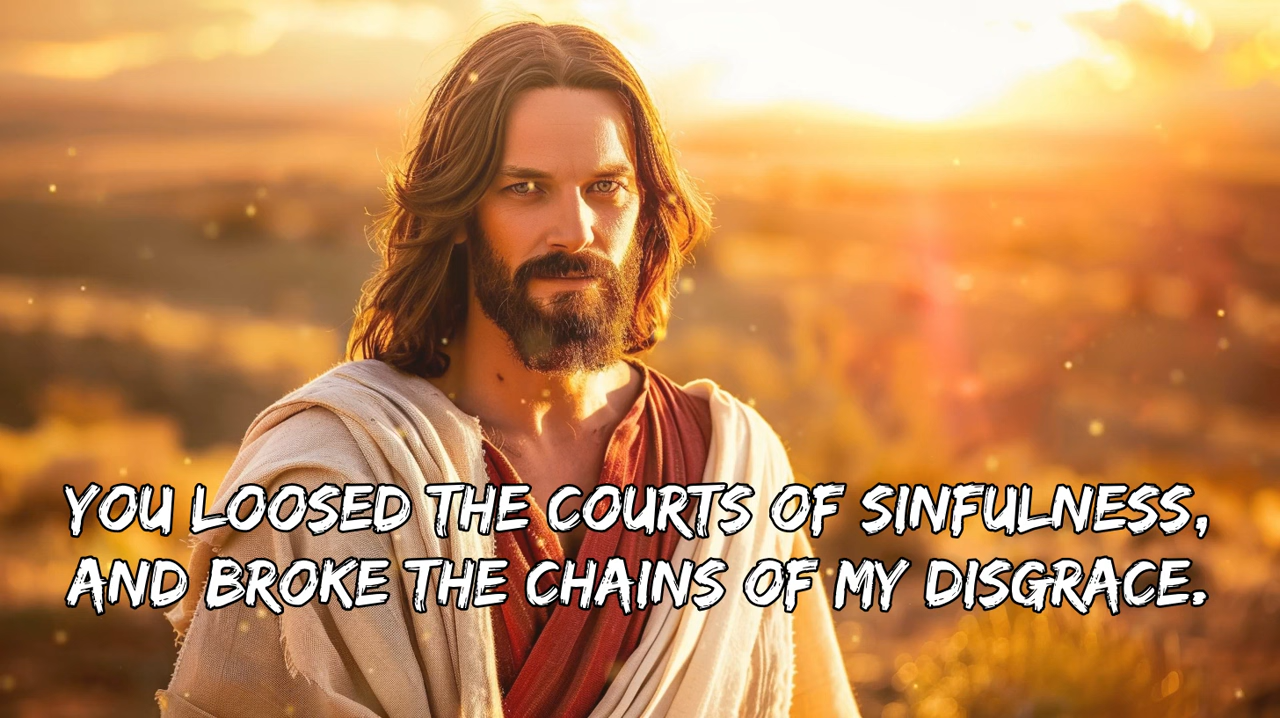 YOU LOOSED THE COURTS OF SINFULNESS,
AND BROKE THE CHAINS OF MY DISGRACE.